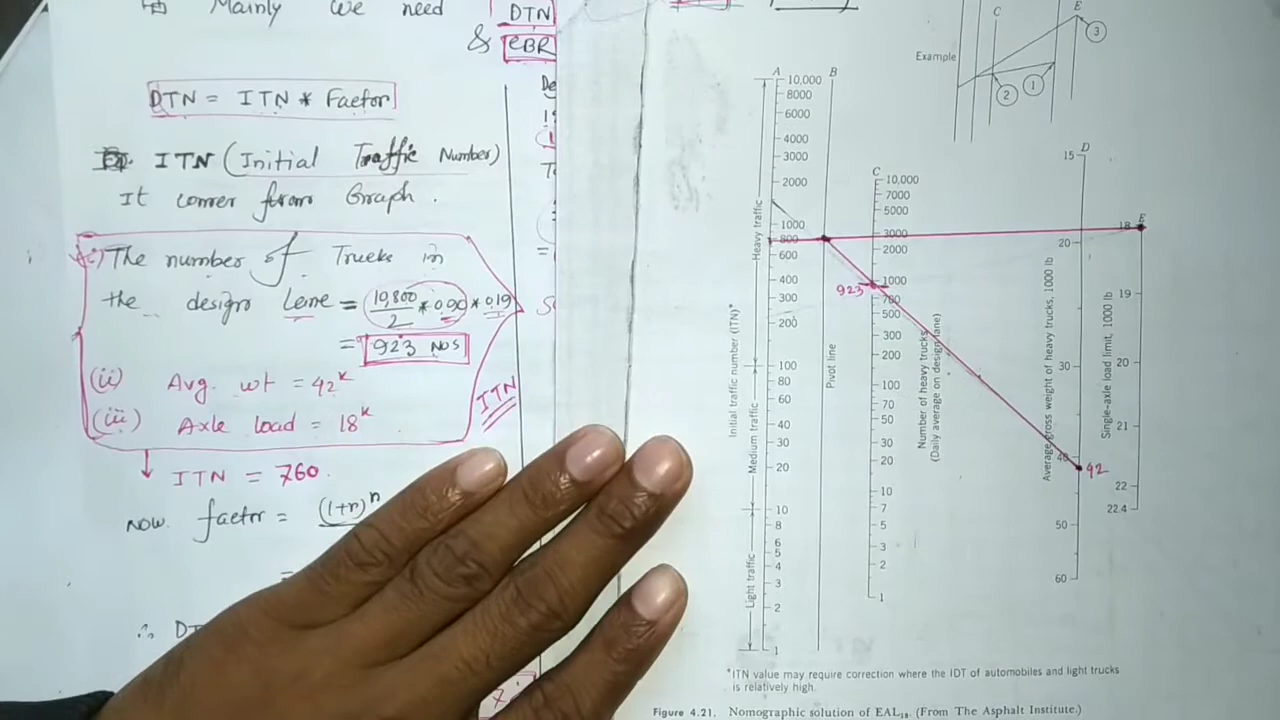 Mainly we need
DTN
& CBR
DTN = ITN * Factor
ITN (Initial Traffic Number)
It comes from Graph.
i) The number of Trucks in
the design Lane = 10,800/2 * 0.90 * 0.19
= 923 Nos
(ii) Avg. wt = 42k
(iii) Axle load = 18k
ITN
ITN = 760.
Now. factor = (1+r)^n
∴ DT
Example
C
E
3
2
1
A
B
10,000
8000
6000
4000
3000
2000
1000
800
600
400
300
200
100
80
60
40
30
20
10
8
6
5
4
3
2
1
Initial traffic number (ITN)*
Heavy traffic
Medium traffic
Light traffic
Pivot line
C
10,000
7000
5000
3000
2000
1000
700
500
300
200
100
70
50
30
20
10
7
5
3
2
1
923
Number of heavy trucks
(Daily average on design lane)
D
15
20
30
40
50
60
42
Average gross weight of heavy trucks, 1000 lb
E
18
19
20
21
22
22.4
Single-axle load limit, 1000 lb
*ITN value may require correction where the IDT of automobiles and light trucks
is relatively high.
Figure 4.21. Nomographic solution of EAL18. (From The Asphalt Institute.)